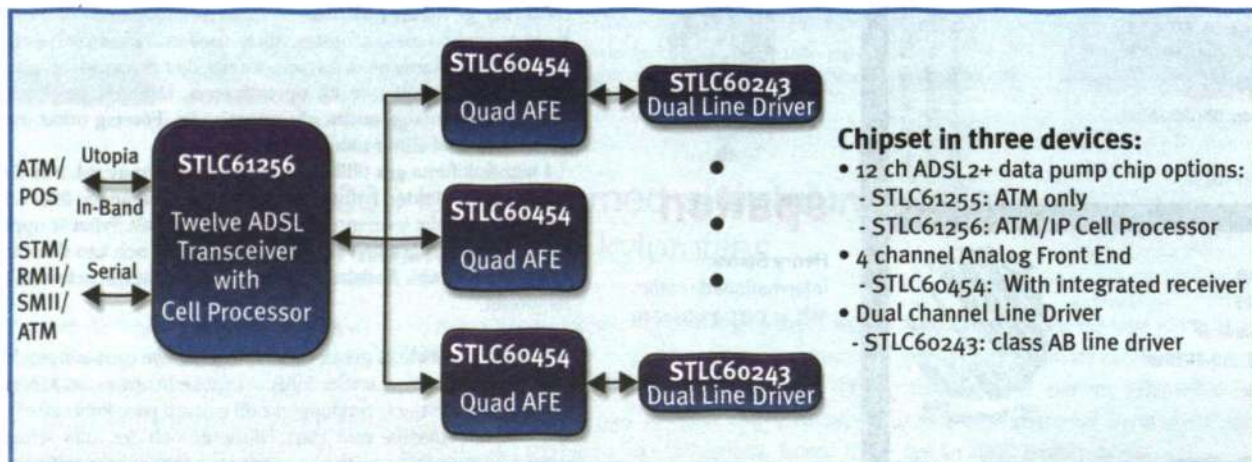 ATM/
POS
Utopia
In-Band
STM/
RMII/
SMII/
ATM
Serial
STLC61256
Twelve ADSL
Transceiver
with
Cell Processor
STLC60454
Quad AFE
STLC60454
Quad AFE
STLC60454
Quad AFE
STLC60243
Dual Line Driver
STLC60243
Dual Line Driver
Chipset in three devices:
• 12 ch ADSL2+ data pump chip options:
- STLC61255: ATM only
- STLC61256: ATM/IP Cell Processor
• 4 channel Analog Front End
- STLC60454: With integrated receiver
• Dual channel Line Driver
- STLC60243: class AB line driver